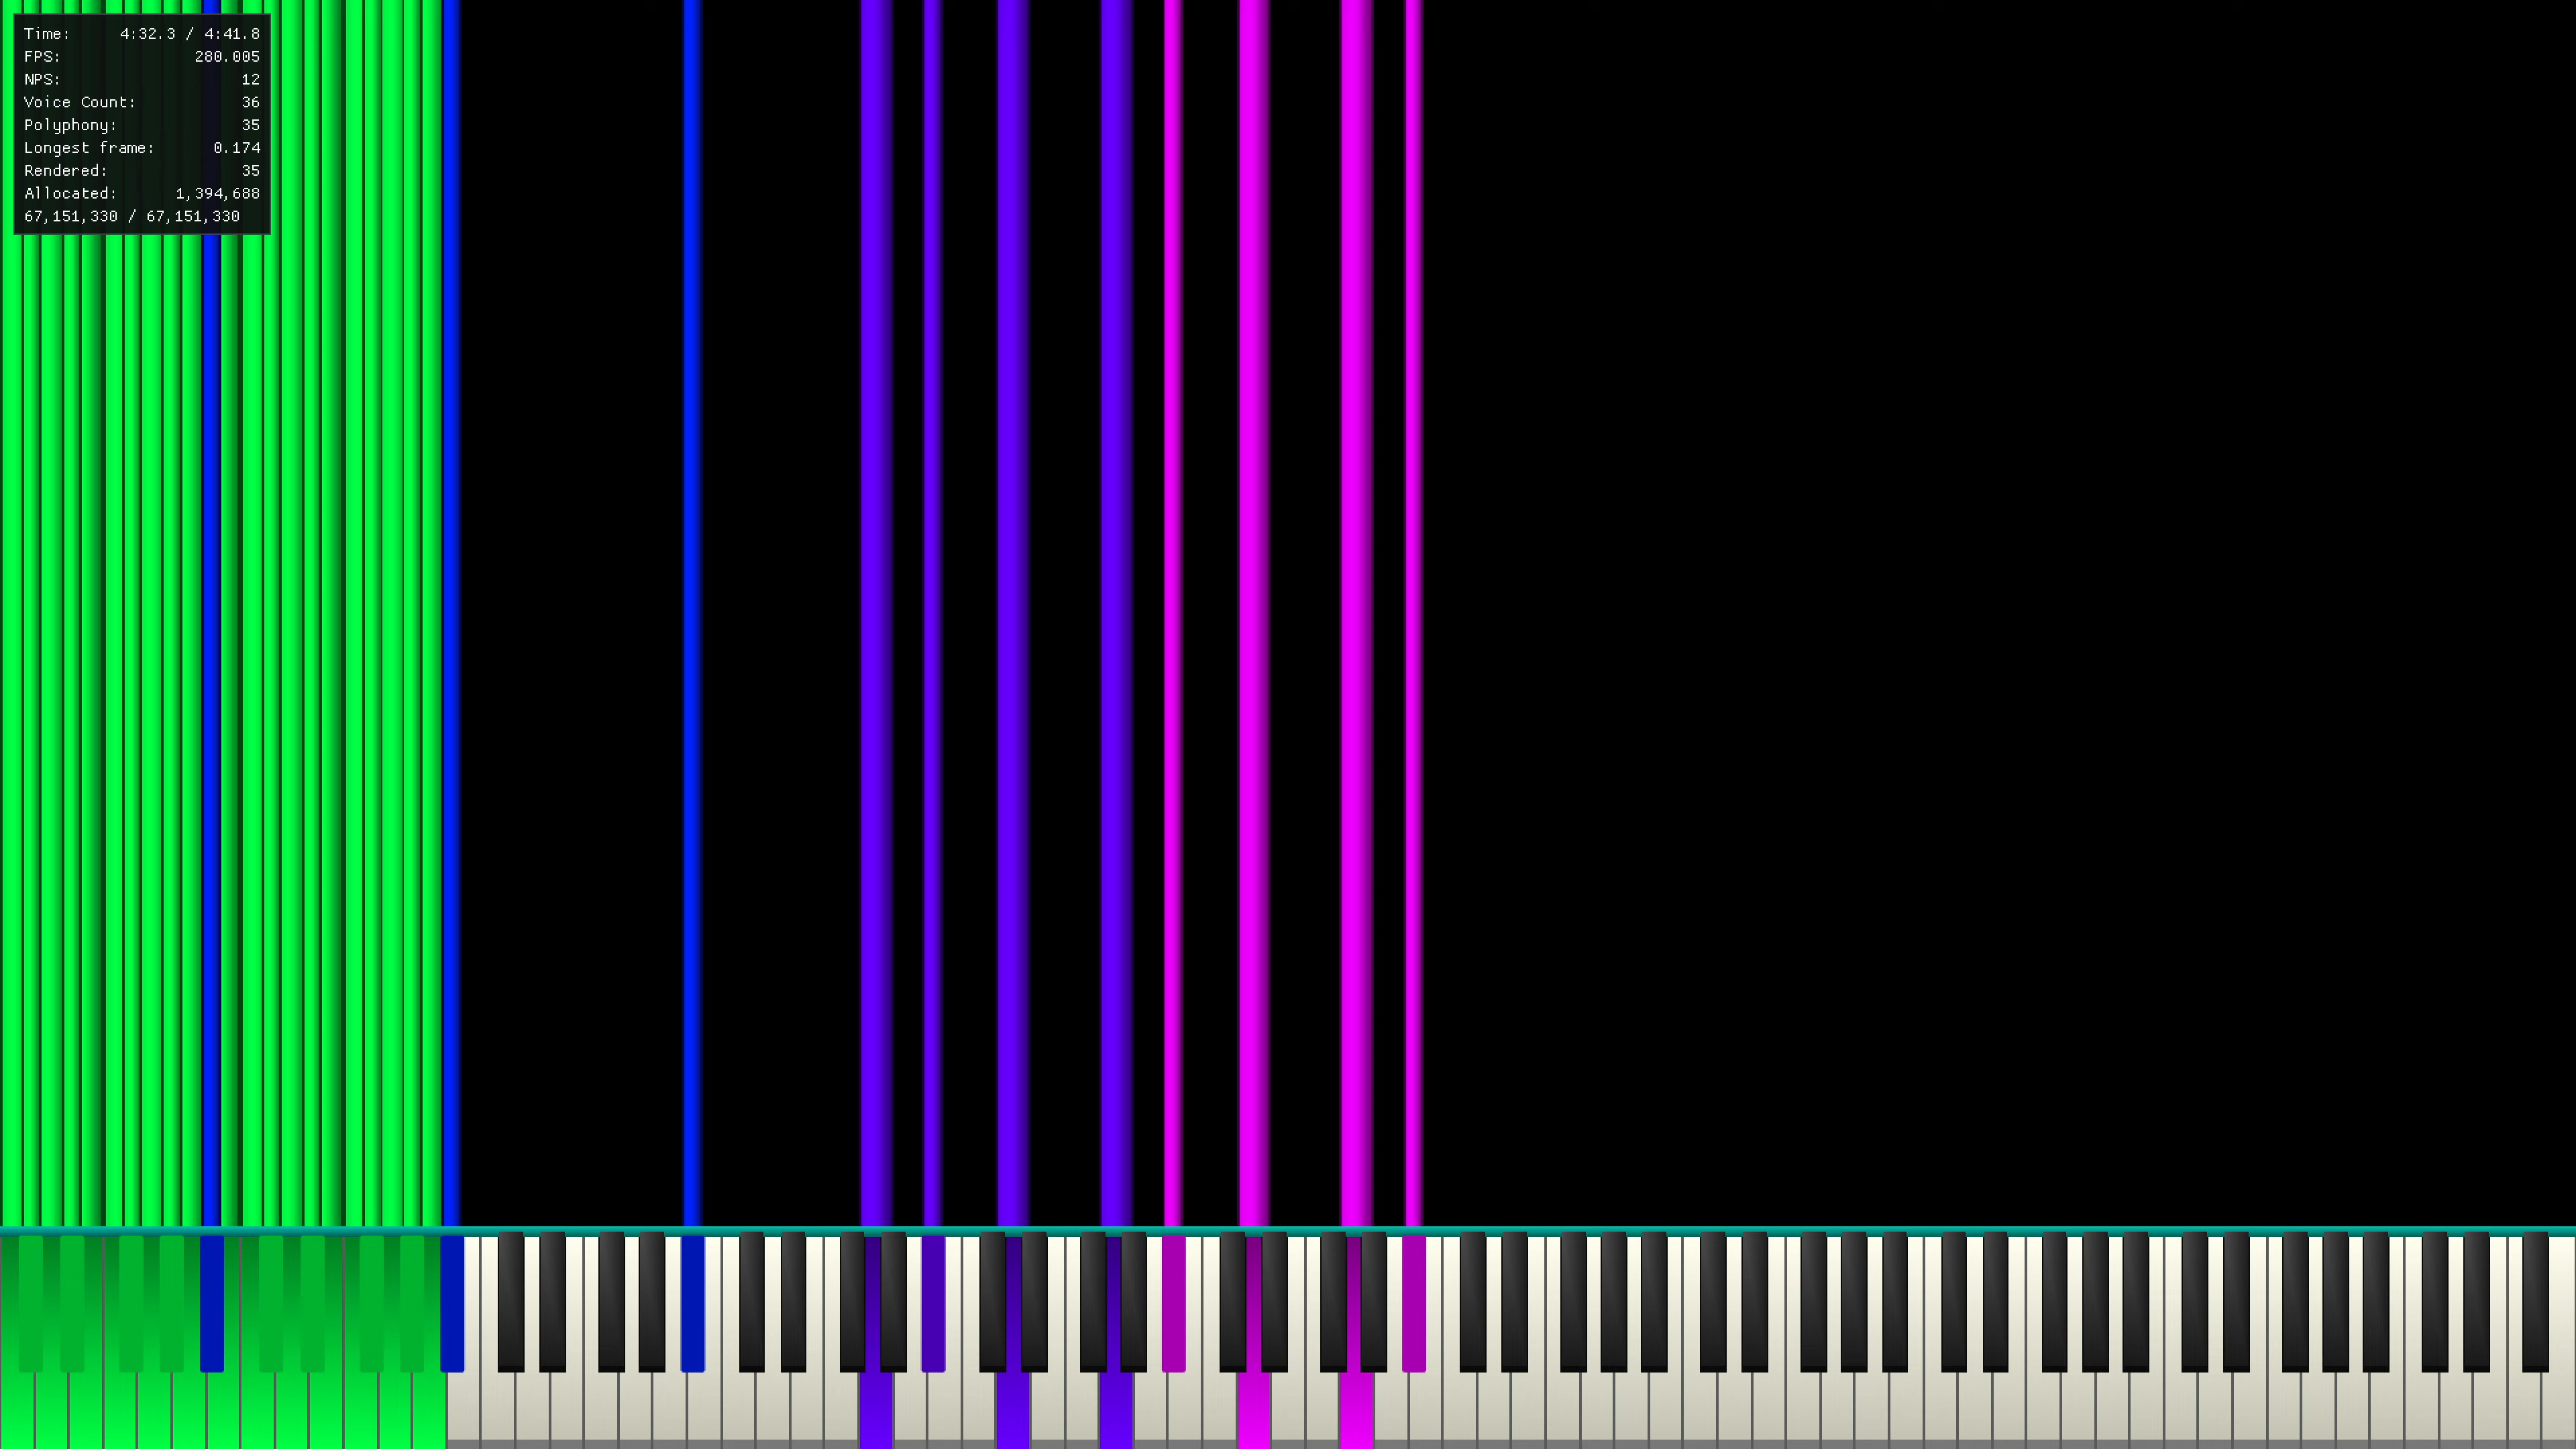 Time: 4:32.3 / 4:41.8
FPS: 280.005
NPS: 12
Voice Count: 36
Polyphony: 35
Longest frame: 0.174
Rendered: 35
Allocated: 1,394,688
67,151,330 / 67,151,330